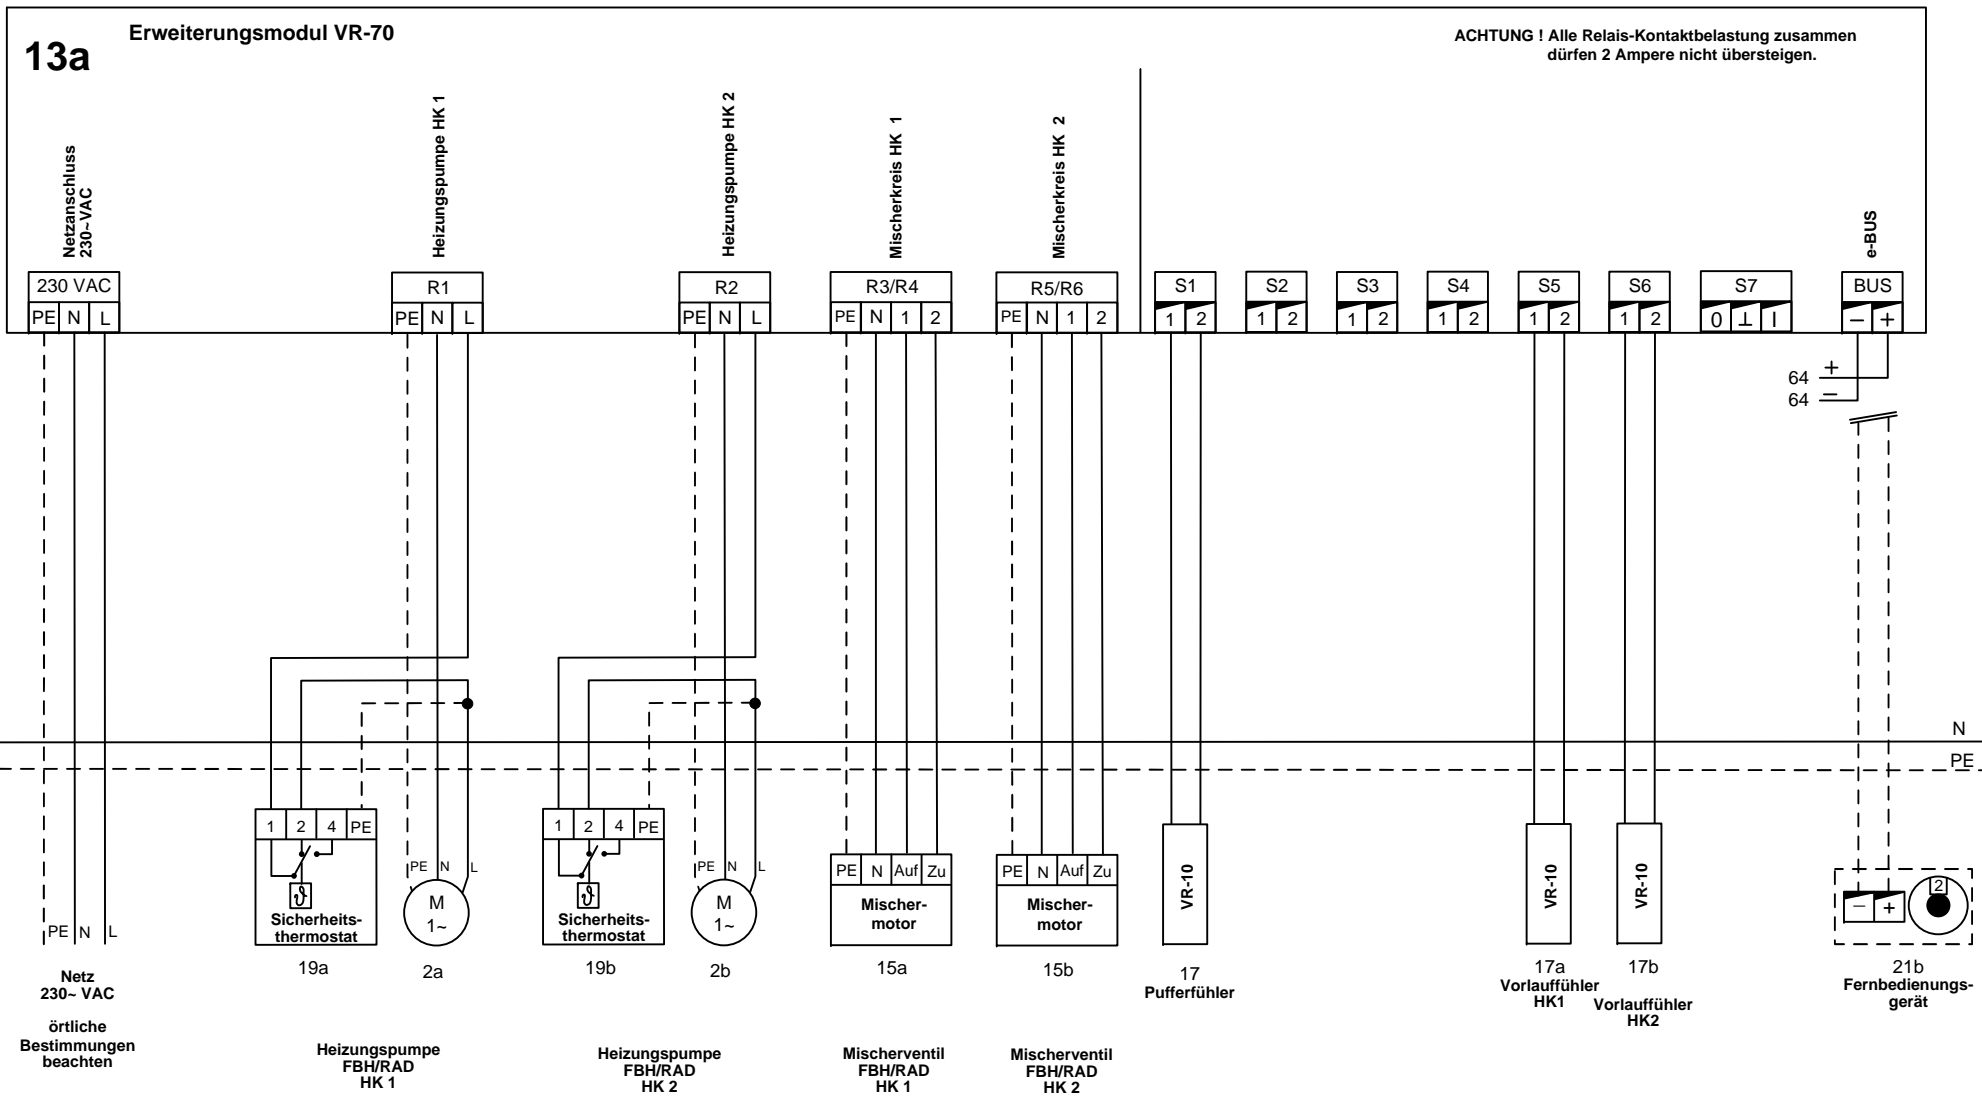 13a
Erweiterungsmodul VR-70
ACHTUNG ! Alle Relais-Kontaktbelastung zusammen
dürfen 2 Ampere nicht übersteigen.
Netzanschluss
230~VAC
Heizungspumpe HK 1
Heizungspumpe HK 2
Mischerkreis HK 1
Mischerkreis HK 2
e-BUS
230 VAC
R1
R2
R3/R4
R5/R6
S1
S2
S3
S4
S5
S6
S7
BUS
PE N L
PE N L
PE N L
PE N 1 2
PE N 1 2
1 2
1 2
1 2
1 2
1 2
1 2
0 ⊥ I
− +
64 +
64 −
N
PE
1 2 4 PE
Sicherheits-
thermostat
19a
PE N L
M
1~
2a
1 2 4 PE
Sicherheits-
thermostat
19b
PE N L
M
1~
2b
PE N Auf Zu
Mischer-
motor
15a
PE N Auf Zu
Mischer-
motor
15b
VR-10
17
Pufferfühler
VR-10
17a
Vorlauffühler
HK1
VR-10
17b
Vorlauffühler
HK2
− +
2
21b
Fernbedienungs-
gerät
PE N L
Netz
230~ VAC
örtliche
Bestimmungen
beachten
Heizungspumpe
FBH/RAD
HK 1
Heizungspumpe
FBH/RAD
HK 2
Mischerventil
FBH/RAD
HK 1
Mischerventil
FBH/RAD
HK 2